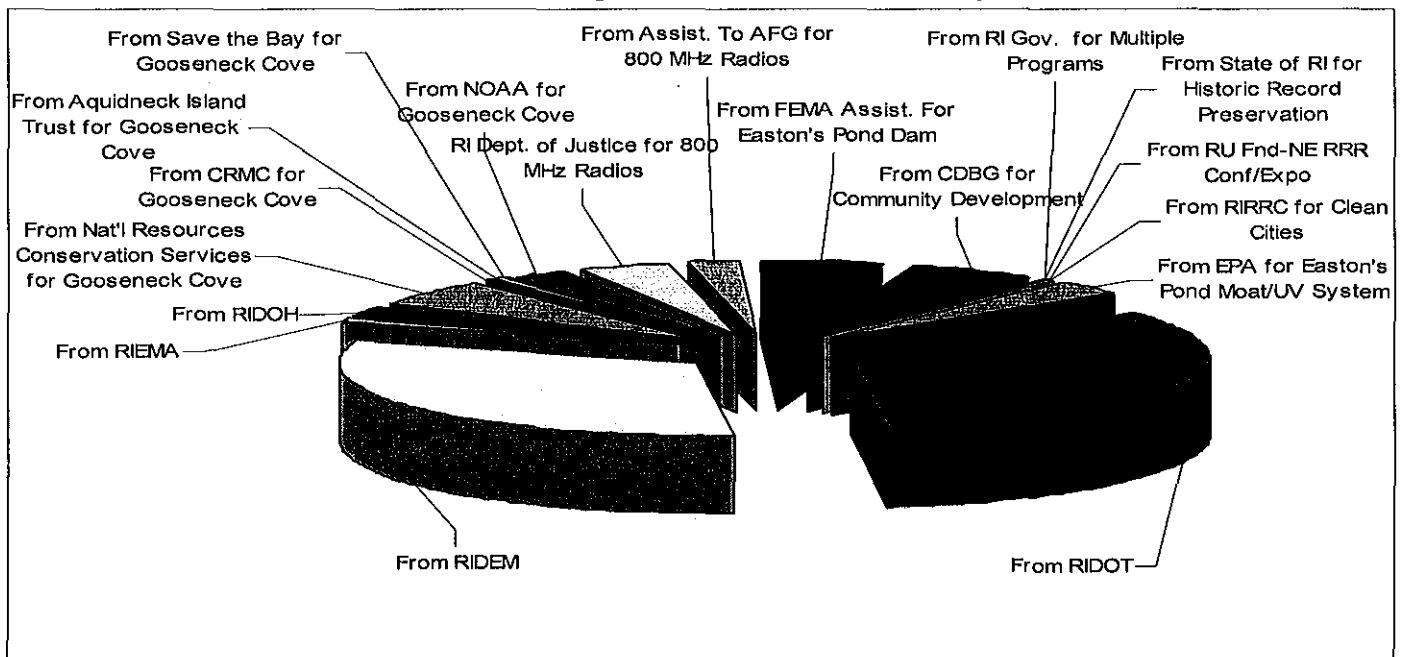 From Save the Bay for
Gooseneck Cove
From Assist. To AFG for
800 MHz Radios
From RI Gov. for Multiple
Programs
From State of RI for
Historic Record
Preservation
From Aquidneck Island
Trust for Gooseneck
Cove
From NOAA for
Gooseneck Cove
From FEMA Assist. For
Easton's Pond Dam
RI Dept. of Justice for 800
MHz Radios
From RU Fnd-NE RRR
Conf/Expo
From CRMC for
Gooseneck Cove
From CDBG for
Community Development
From RIRRC for Clean
Cities
From Nat'l Resources
Conservation Services
for Gooseneck Cove
From EPA for Easton's
Pond Moat/UV System
From RIDOH
From RIEMA
From RIDEM
From RIDOT